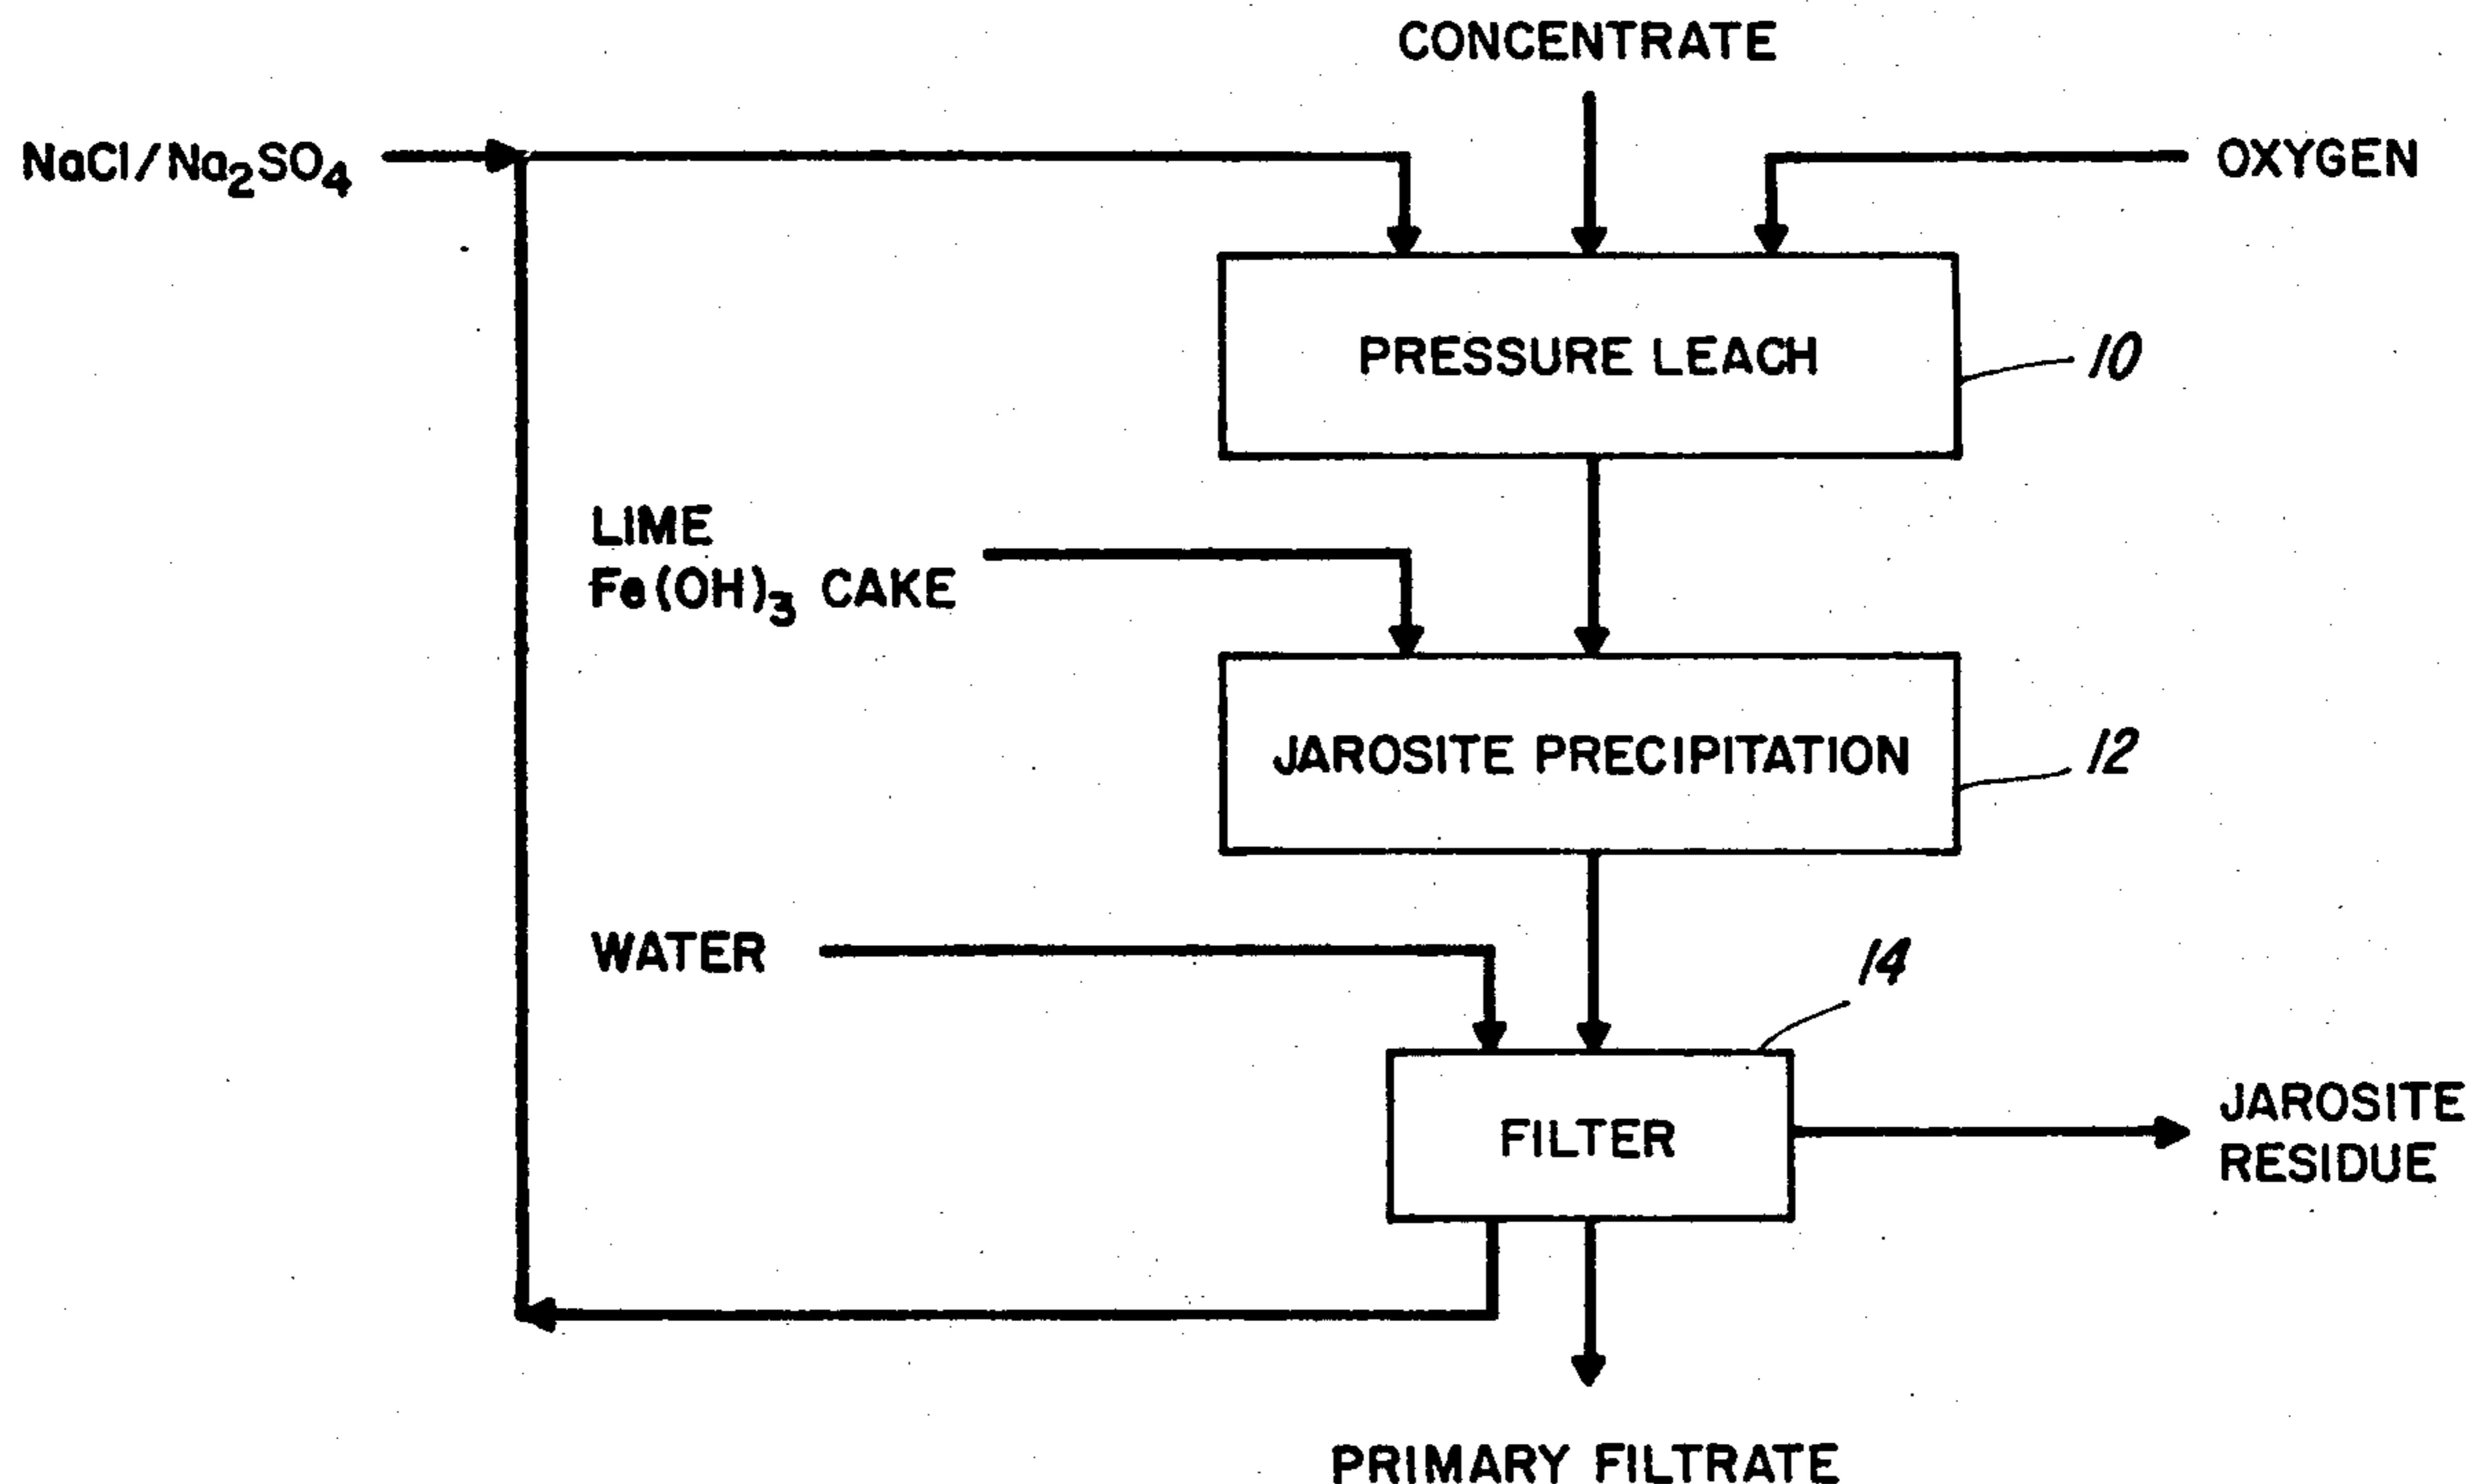 CONCENTRATE
NaCl/Na₂SO₄
OXYGEN
PRESSURE LEACH
10
LIME
Fe(OH)₃ CAKE
JAROSITE PRECIPITATION
12
WATER
14
FILTER
JAROSITE
RESIDUE
PRIMARY FILTRATE